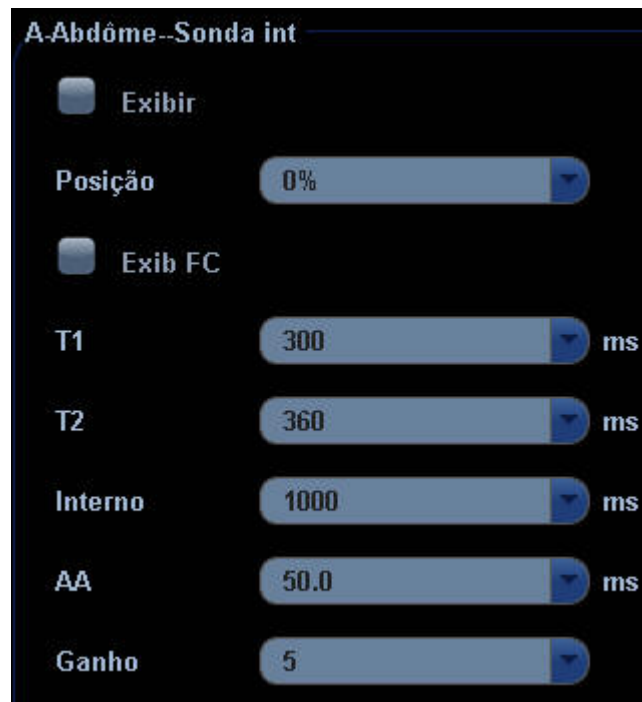 A-Abdôme--Sonda int
Exibir
Posição 0%
Exib FC
T1 300 ms
T2 360 ms
Interno 1000 ms
AA 50.0 ms
Ganho 5